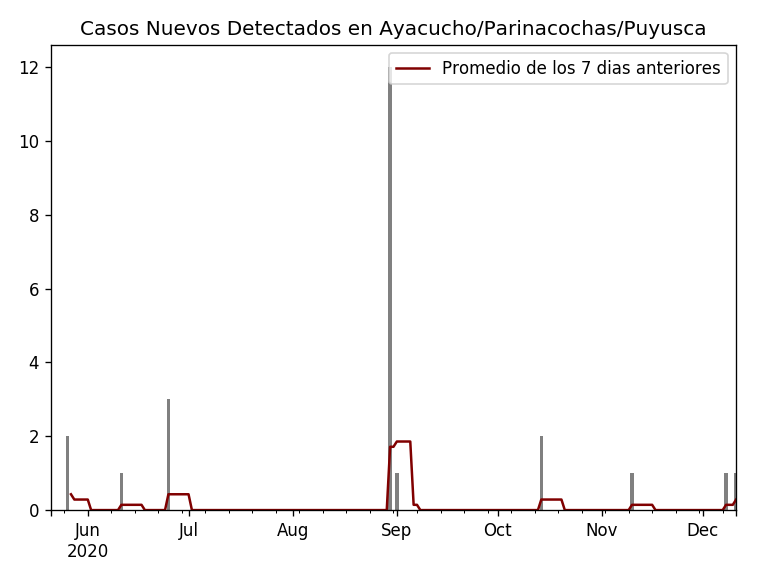 Casos Nuevos Detectados en Ayacucho/Parinacochas/Puyusca
Promedio de los 7 dias anteriores
12
10
8
6
4
2
0
Jun Jul Aug Sep Oct Nov Dec
2020